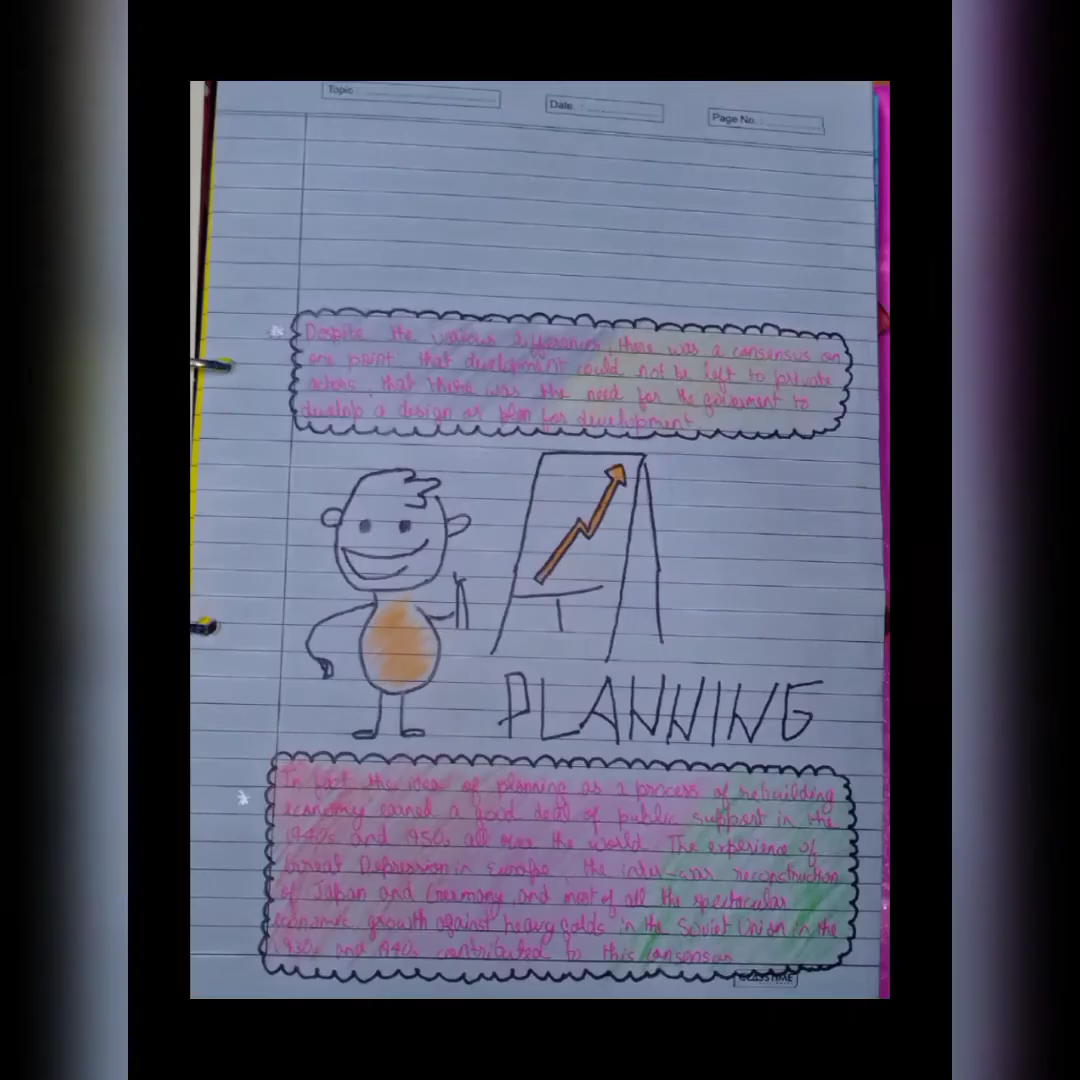 Topic :
Date. :
Page No. :
Despite the various differences, there was a consensus on
one point that development could not be left to private
actors, that there was the need for the goverment to
develop a design or plan for development.
PLANNING
In fact the idea of planning as a process of rebuilding
economy earned a good deal of public support in the
1940s and 1950s all over the world. The experience of
Great Depression in Europe, the inter-war reconstruction
of Japan and Germany and most of all the spectacular
economic growth against heavy in the Soviet Union in the
1930s and 1940s contributed to this consensus
CLASSTIME